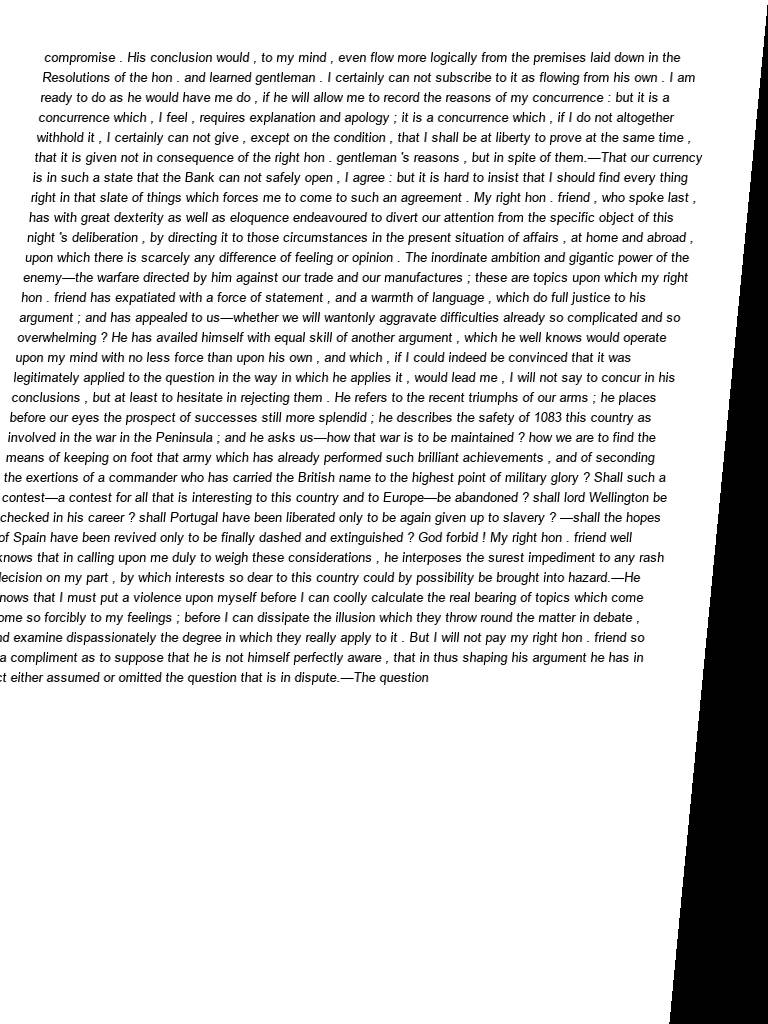 compromise . His conclusion would , to my mind , even flow more logically from the premises laid down in the
Resolutions of the hon . and learned gentleman . I certainly can not subscribe to it as flowing from his own . I am
ready to do as he would have me do , if he will allow me to record the reasons of my concurrence : but it is a
concurrence which , I feel , requires explanation and apology ; it is a concurrence which , if I do not altogether
withhold it , I certainly can not give , except on the condition , that I shall be at liberty to prove at the same time ,
that it is given not in consequence of the right hon . gentleman 's reasons , but in spite of them.—That our currency
is in such a state that the Bank can not safely open , I agree : but it is hard to insist that I should find every thing
right in that slate of things which forces me to come to such an agreement . My right hon . friend , who spoke last ,
has with great dexterity as well as eloquence endeavoured to divert our attention from the specific object of this
night 's deliberation , by directing it to those circumstances in the present situation of affairs , at home and abroad ,
upon which there is scarcely any difference of feeling or opinion . The inordinate ambition and gigantic power of the
enemy—the warfare directed by him against our trade and our manufactures ; these are topics upon which my right
hon . friend has expatiated with a force of statement , and a warmth of language , which do full justice to his
argument ; and has appealed to us—whether we will wantonly aggravate difficulties already so complicated and so
overwhelming ? He has availed himself with equal skill of another argument , which he well knows would operate
upon my mind with no less force than upon his own , and which , if I could indeed be convinced that it was
legitimately applied to the question in the way in which he applies it , would lead me , I will not say to concur in his
conclusions , but at least to hesitate in rejecting them . He refers to the recent triumphs of our arms ; he places
before our eyes the prospect of successes still more splendid ; he describes the safety of 1083 this country as
involved in the war in the Peninsula ; and he asks us—how that war is to be maintained ? how we are to find the
means of keeping on foot that army which has already performed such brilliant achievements , and of seconding
the exertions of a commander who has carried the British name to the highest point of military glory ? Shall such a
contest—a contest for all that is interesting to this country and to Europe—be abandoned ? shall lord Wellington be
checked in his career ? shall Portugal have been liberated only to be again given up to slavery ? —shall the hopes
of Spain have been revived only to be finally dashed and extinguished ? God forbid ! My right hon . friend well
knows that in calling upon me duly to weigh these considerations , he interposes the surest impediment to any rash
decision on my part , by which interests so dear to this country could by possibility be brought into hazard.—He
knows that I must put a violence upon myself before I can coolly calculate the real bearing of topics which come
home so forcibly to my feelings ; before I can dissipate the illusion which they throw round the matter in debate ,
and examine dispassionately the degree in which they really apply to it . But I will not pay my right hon . friend so
a compliment as to suppose that he is not himself perfectly aware , that in thus shaping his argument he has in
either assumed or omitted the question that is in dispute.—The question